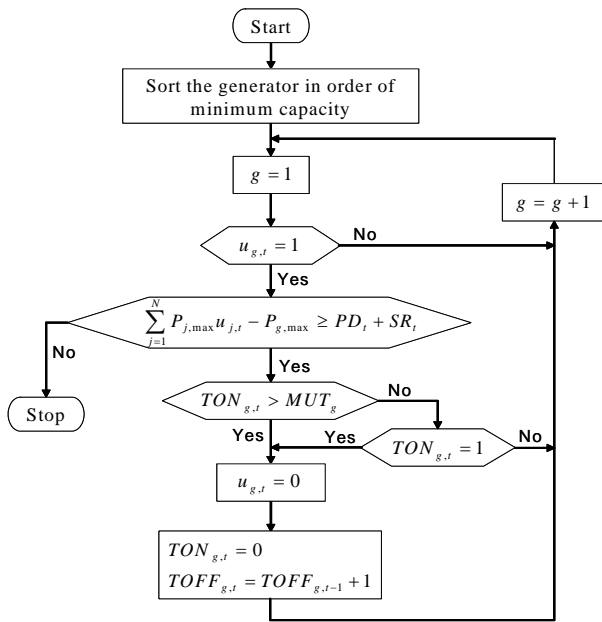 Start
Sort the generator in order of
minimum capacity
g = 1
g = g + 1
u_{g,t} = 1
No
Yes
\sum_{j=1}^{N} P_{j,max} u_{j,t} - P_{g,max} ≥ PD_t + SR_t
No
Yes
Stop
TON_{g,t} > MUT_g
No
Yes
Yes
TON_{g,t} = 1
No
u_{g,t} = 0
TON_{g,t} = 0
TOFF_{g,t} = TOFF_{g,t-1} + 1